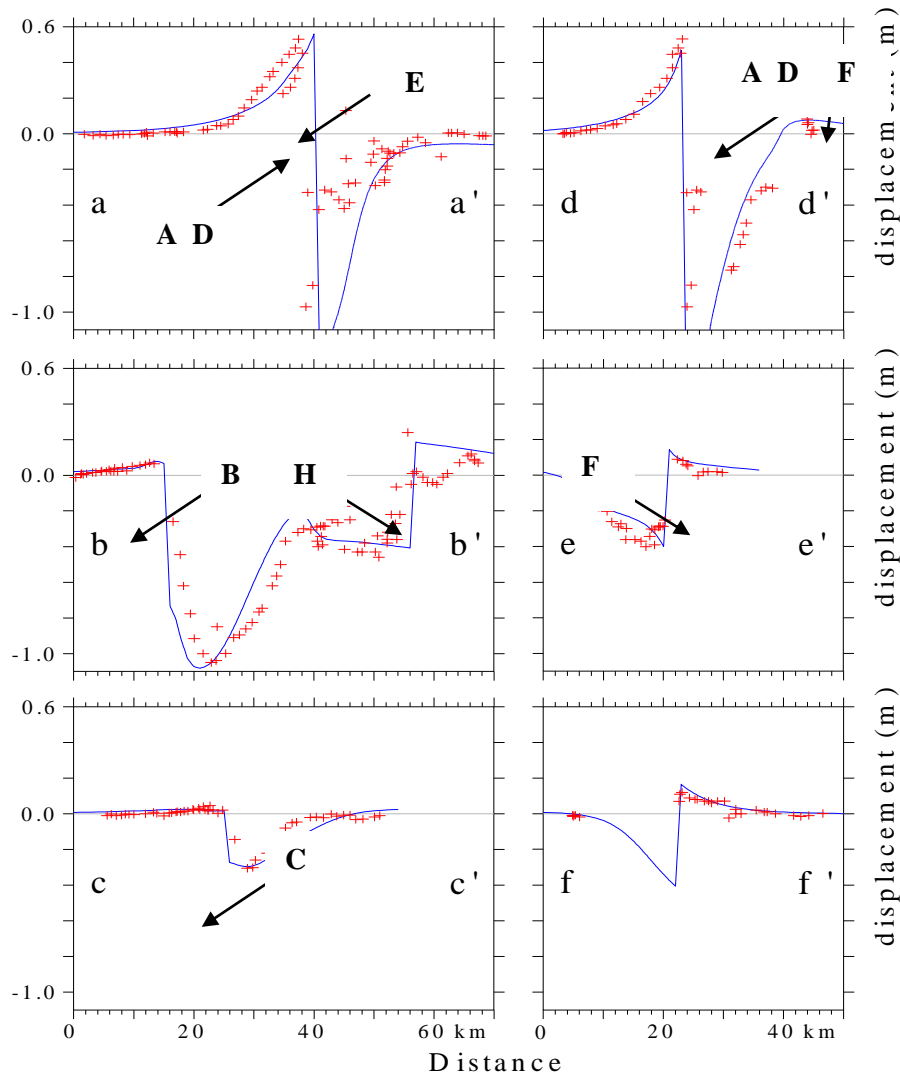 0.6
0.0
-1.0
a
a'
E
A D
d
d'
A D
F
displacement (m)
0.6
0.0
-1.0
b
b'
B
H
e
e'
F
displacement (m)
0.6
0.0
-1.0
c
c'
C
f
f '
displacement (m)
0 20 40 60 km
0 20 40 km
Distance